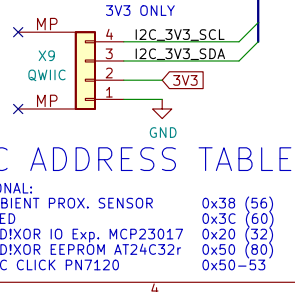 3V3 ONLY
MP
4 I2C_3V3_SCL
X9
3 I2C_3V3_SDA
QWIIC
2 3V3
MP
1
GND
C ADDRESS TABLE
ONAL:
BIENT PROX. SENSOR 0x38 (56)
ED 0x3C (60)
D!XOR IO Exp. MCP23017 0x20 (32)
D!XOR EEPROM AT24C32r 0x50 (80)
C CLICK PN7120 0x50-53
4